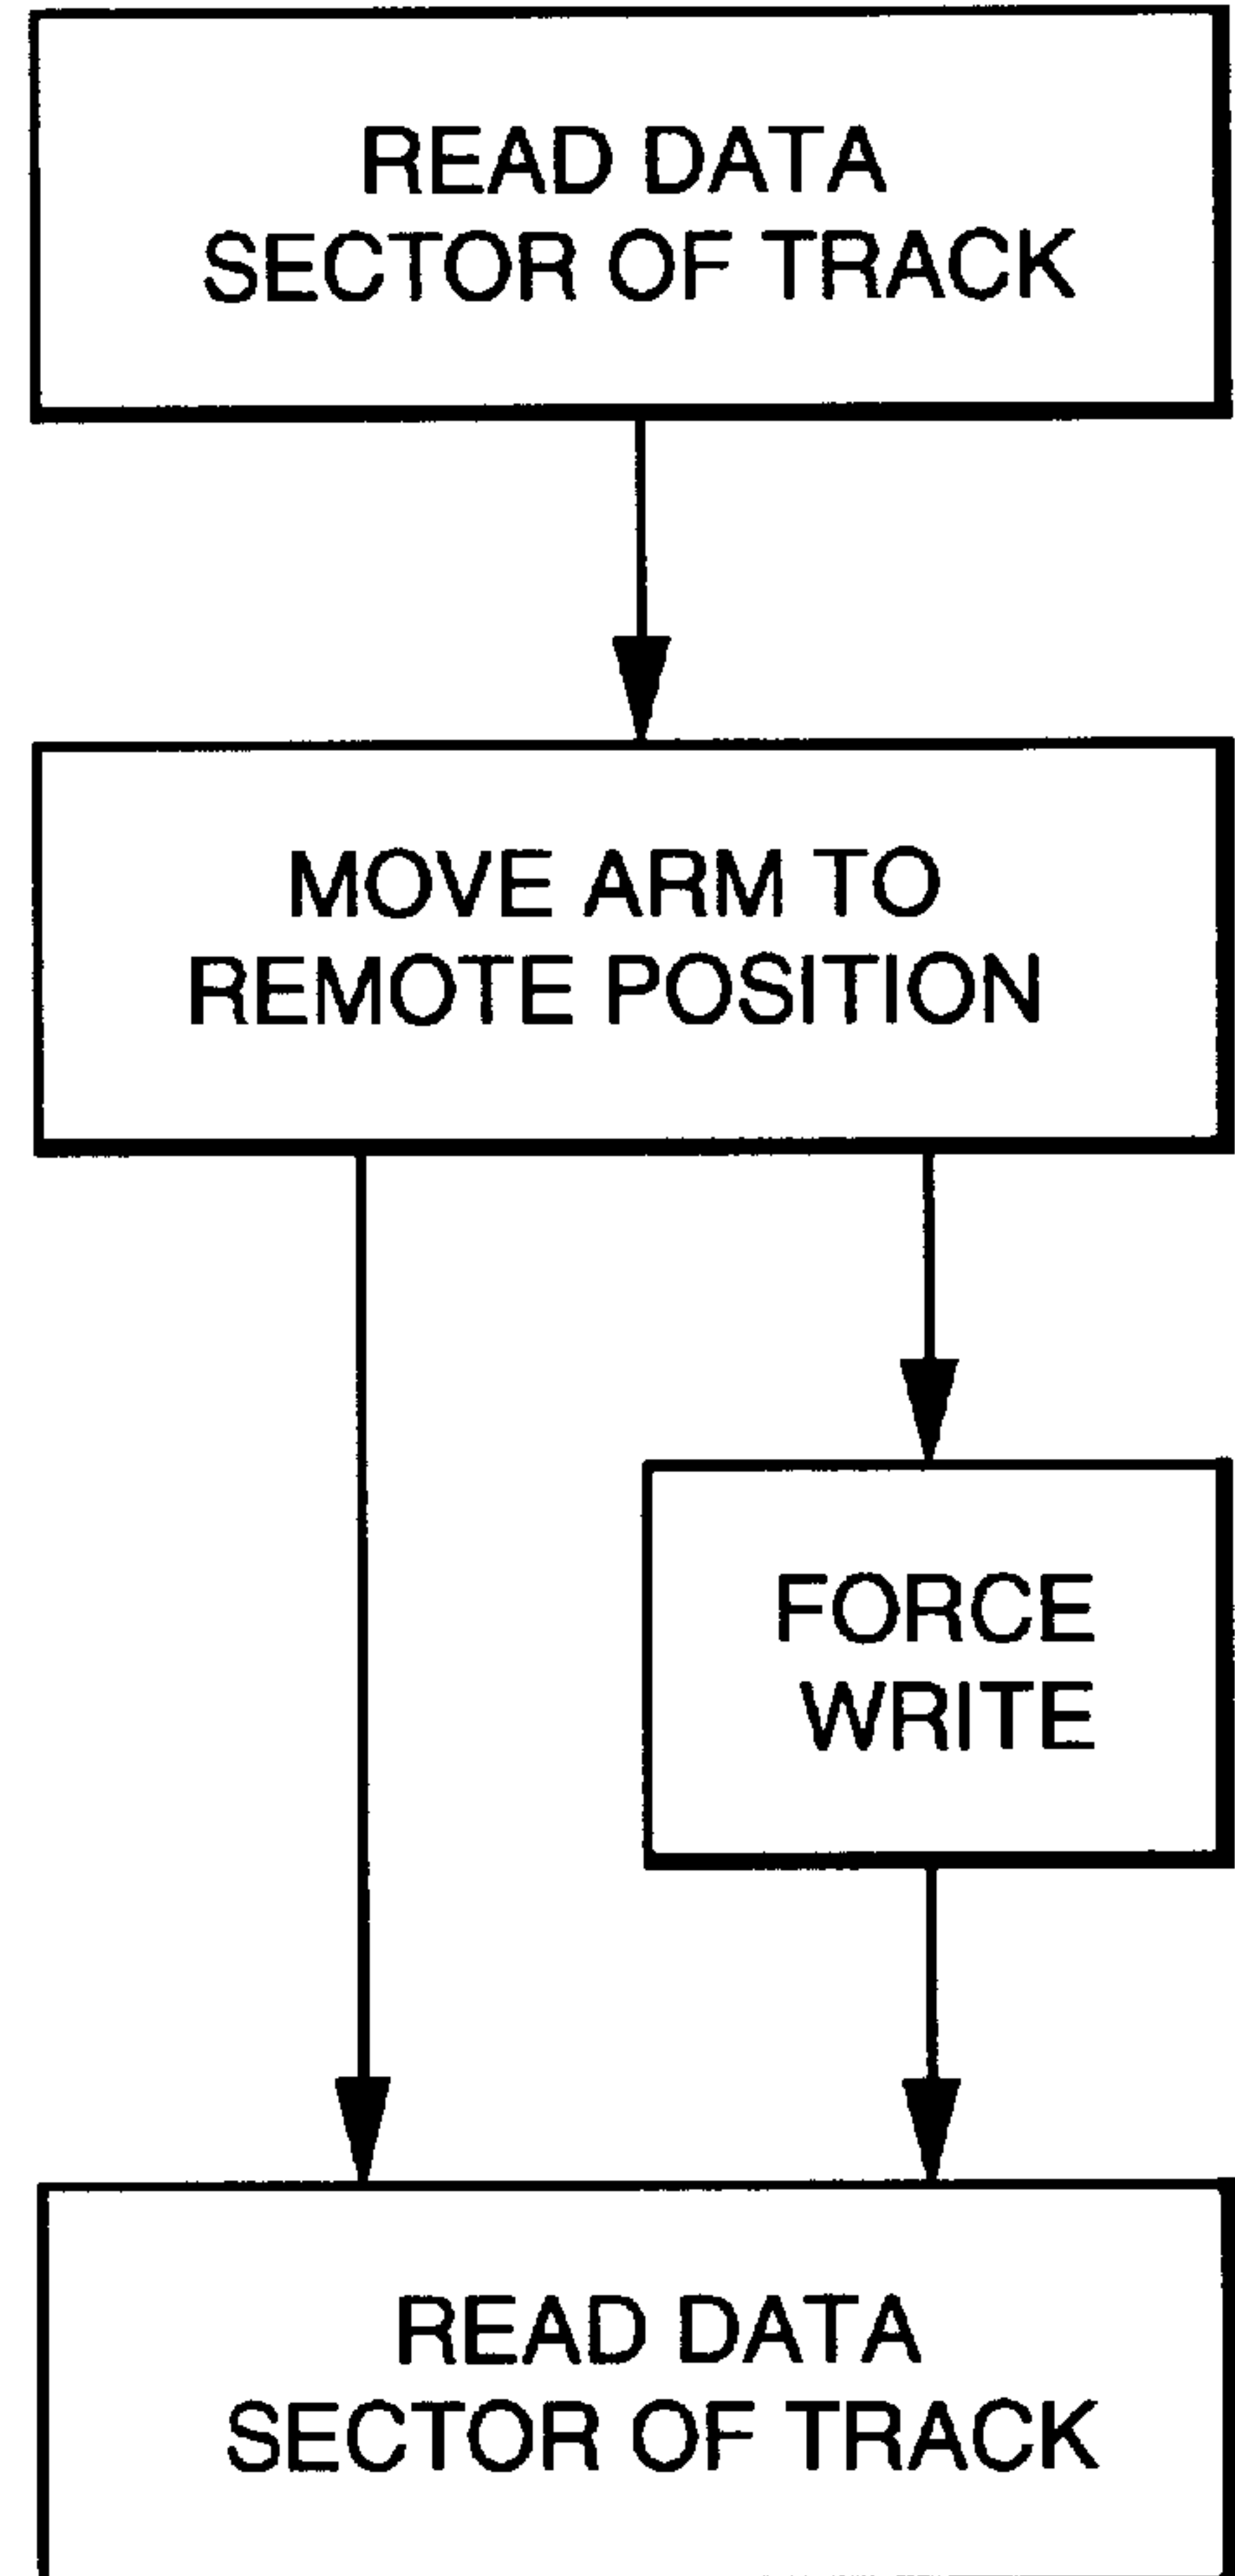 READ DATA
SECTOR OF TRACK
MOVE ARM TO
REMOTE POSITION
FORCE
WRITE
READ DATA
SECTOR OF TRACK